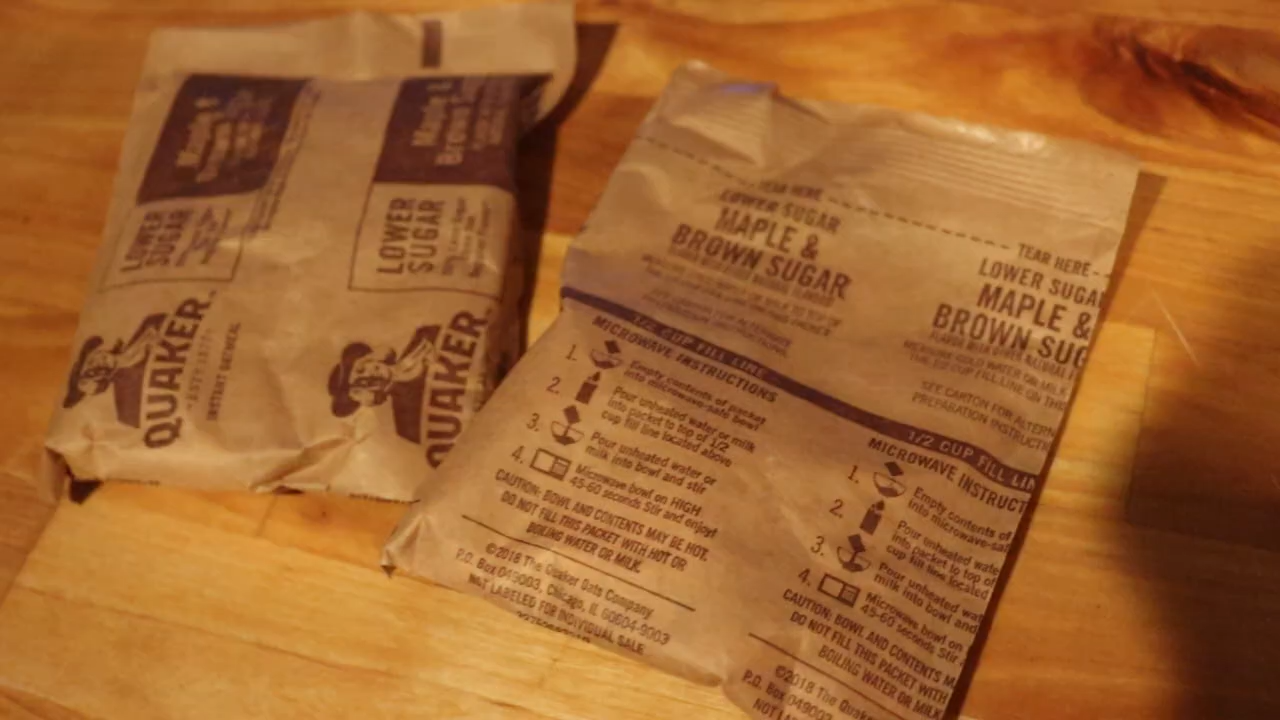 Maple &
Brown Sugar
LOWER
SUGAR
QUAKER
INSTANT OATMEAL
Maple &
Brown
LOWER
SUGAR
QUAKER
TEAR HERE
LOWER SUGAR
MAPLE &
BROWN SUGAR
1/2 CUP FILL LINE
MICROWAVE INSTRUCTIONS
1. Empty contents of packet
into microwave-safe bowl
2. Pour unheated water or milk
into packet to top of 1/2
cup fill line located above
3. Pour unheated water or
milk into bowl and stir
4. Microwave bowl on HIGH
45-60 seconds Stir and enjoy!
CAUTION: BOWL AND CONTENTS MAY BE HOT.
DO NOT FILL THIS PACKET WITH HOT OR
BOILING WATER OR MILK.
©2018 The Quaker Oats Company
P.O. Box 049003, Chicago, IL 60604-9003
NOT LABELED FOR INDIVIDUAL SALE
TEAR HERE
LOWER SUGA
MAPLE &
BROWN SUG
SEE CARTON FOR ALTERN
PREPARATION INSTRUCTI
1/2 CUP FILL LIN
MICROWAVE INSTRUCT
1. Empty contents of
into microwave-saf
2. Pour unheated wate
into packet to top of
cup fill line located
3. Pour unheated wat
milk into bowl and
4. Microwave bowl on
45-60 seconds Stir
CAUTION: BOWL AND CONTENTS M
DO NOT FILL THIS PACKET WITH
BOILING WATER OR MILK
©2018 The Quaker
P.O. Box 049003
NOT LA